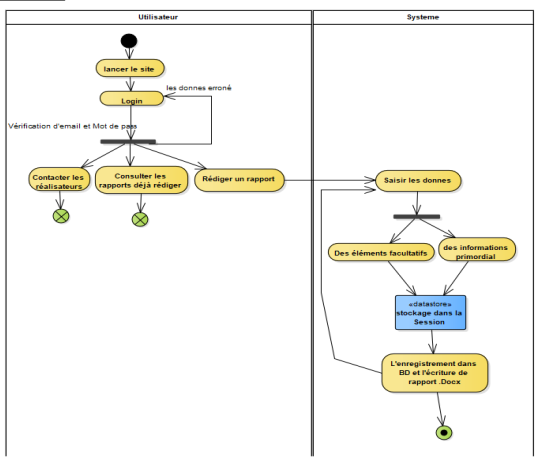 Utilisateur
Systeme
lancer le site
les donnes erroné
Login
Vérification d'email et Mot de pass
Contacter les
réalisateurs
Consulter les
rapports déjà rédiger
Rédiger un rapport
Saisir les donnes
Des éléments facultatifs
des informations
primordial
«datastore»
stockage dans la
Session
L'enregistrement dans
BD et l'écriture de
rapport .Docx